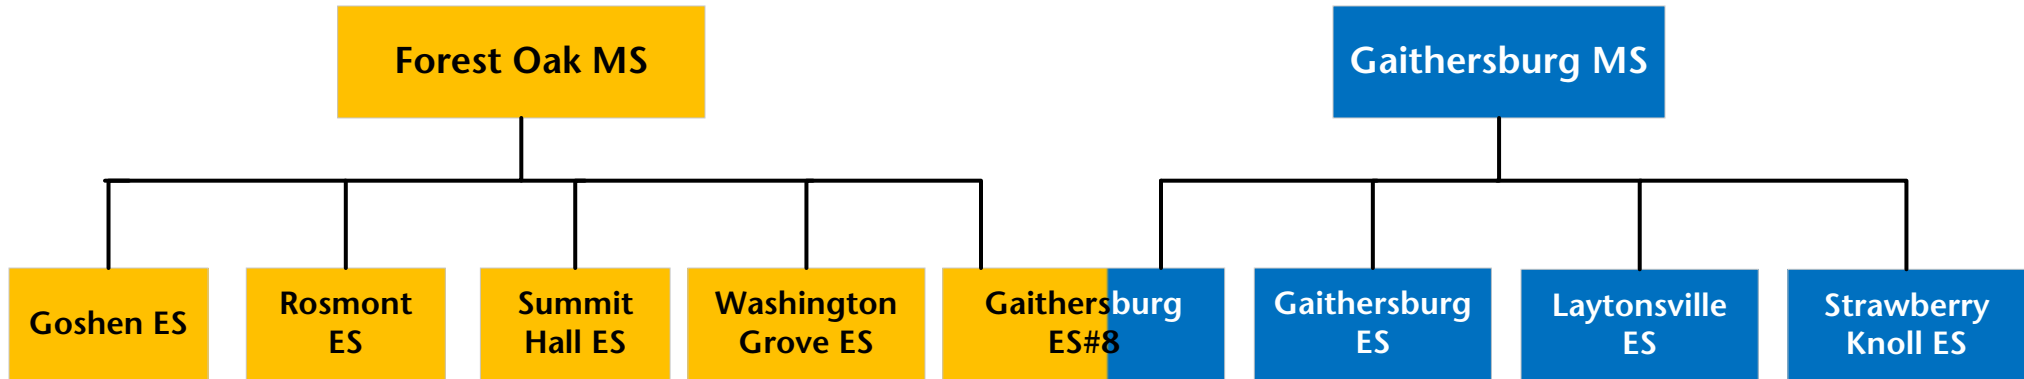 Forest Oak MS
Gaithersburg MS
Goshen ES
Rosmont
ES
Summit
Hall ES
Washington
Grove ES
Gaithersburg
ES#8
Gaithersburg
ES
Laytonsville
ES
Strawberry
Knoll ES